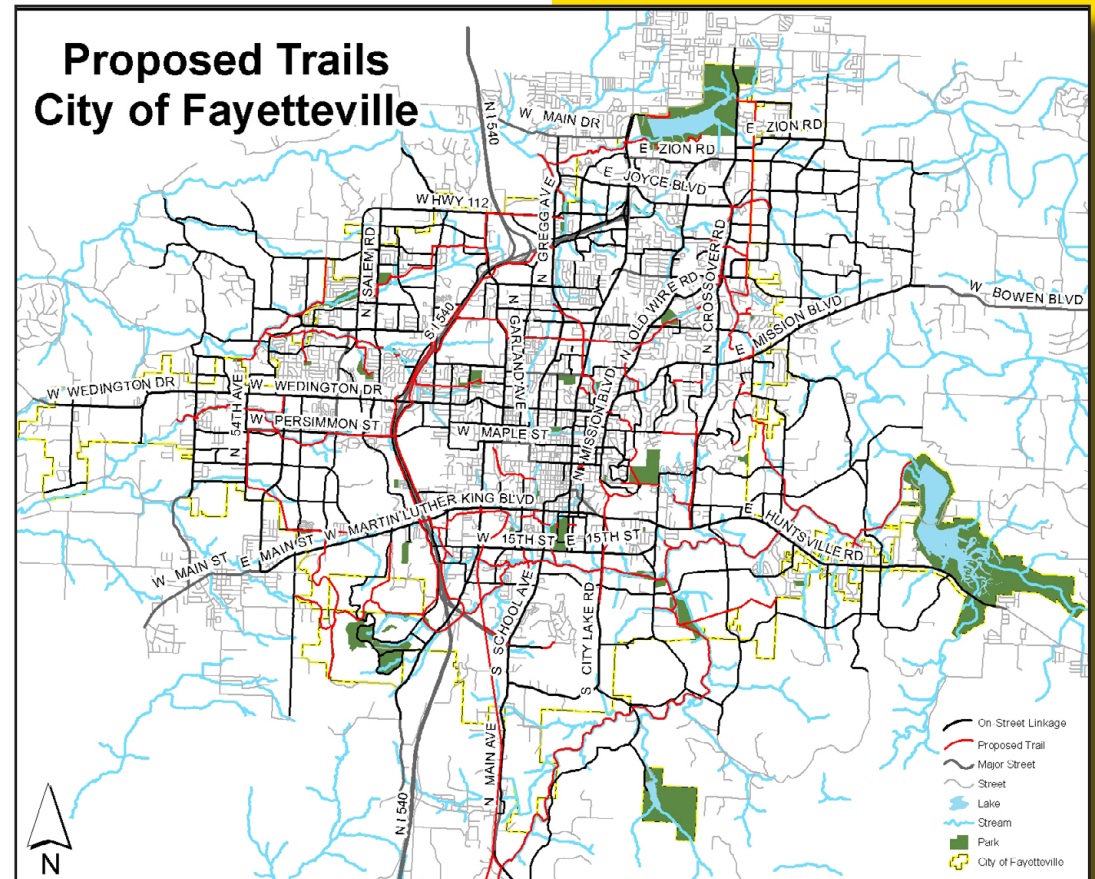 Proposed Trails
City of Fayetteville
N I 540
W MAIN DR
E ZION RD
E ZION RD
E JOYCE BLVD
W HWY 112
N GREGG AVE
N SALEM RD
N CROSSOVER RD
N OLD WIRE RD
W BOWEN BLVD
S I 540
N GARLAND AVE
E MISSION BLVD
W WEDINGTON DR
W WEDINGTON DR
N 54TH AVE
W PERSIMMON ST
W MAPLE ST
N MISSION BLVD
W MARTIN LUTHER KING BLVD
E HUNTSVILLE RD
W 15TH ST
E 15TH ST
W MAIN ST
E MAIN ST
S SCHOOL AVE
S CITY LAKE RD
N MAIN AVE
N I 540
On Street Linkage
Proposed Trail
Major Street
Street
Lake
Stream
Park
City of Fayetteville
N